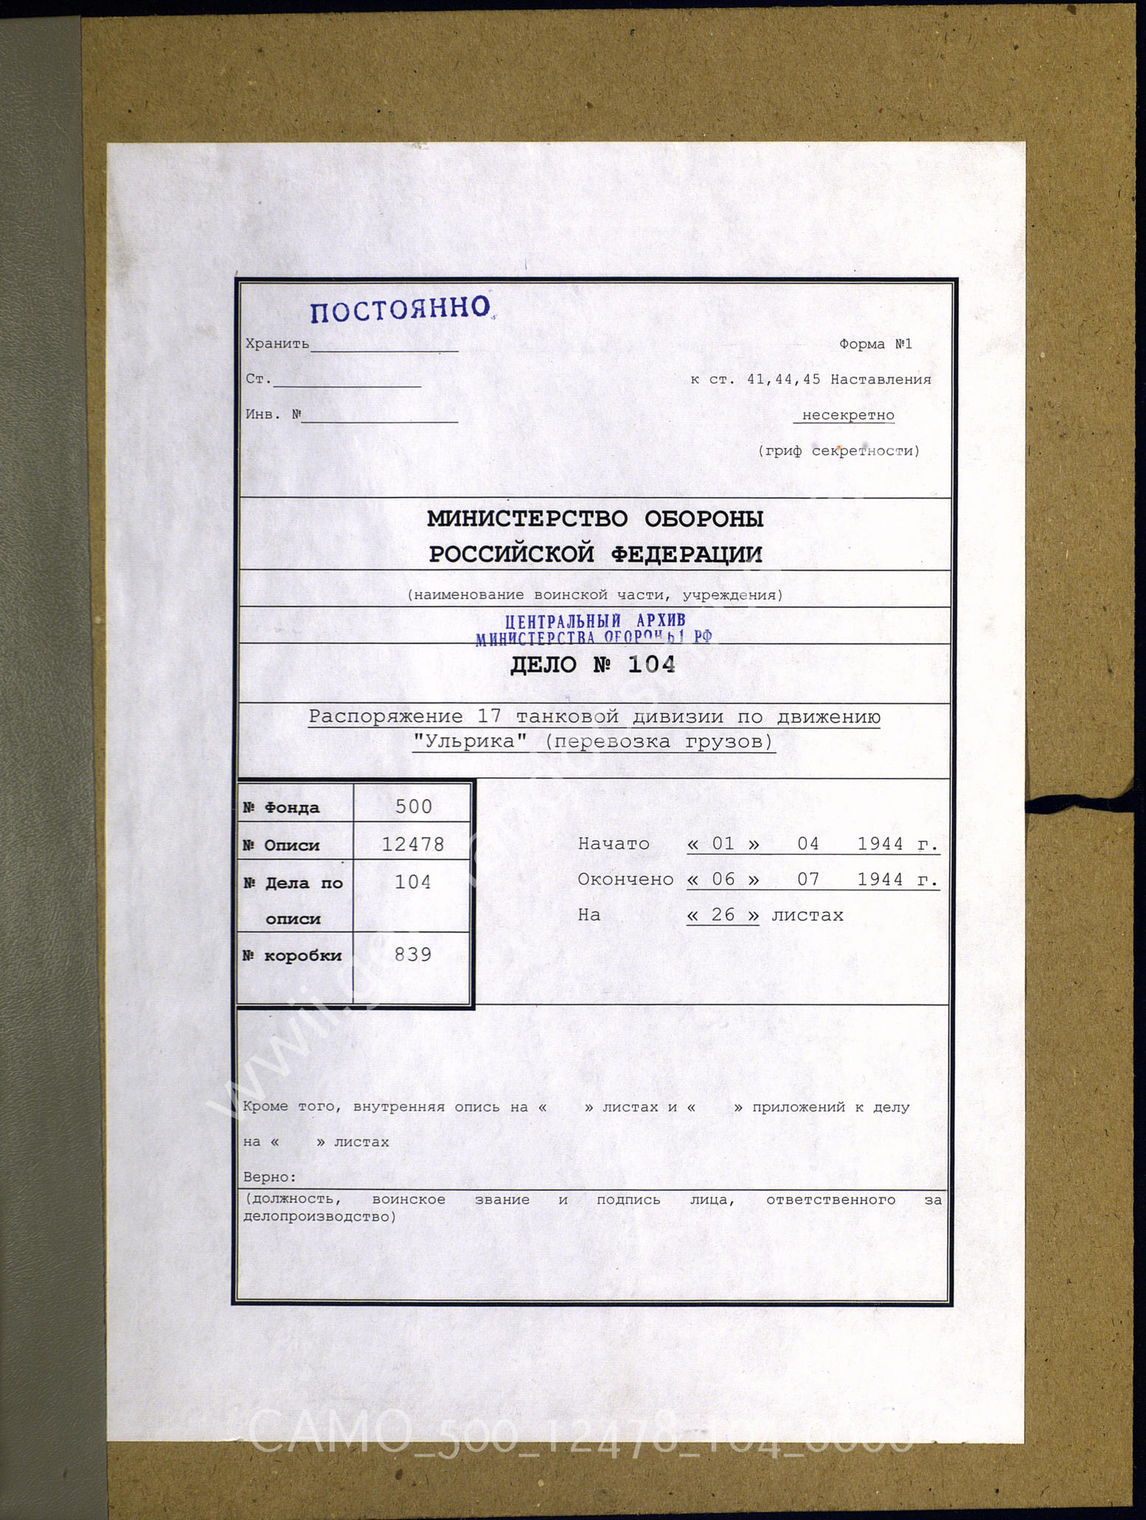 ПОСТОЯННО
Хранить
Форма №1
Ст.
к ст. 41,44,45 Наставления
Инв. №
несекретно
(гриф секретности)
МИНИСТЕРСТВО ОБОРОНЫ
РОССИЙСКОЙ ФЕДЕРАЦИИ
(наименование воинской части, учреждения)
ЦЕНТРАЛЬНЫЙ АРХИВ
МИНИСТЕРСТВА ОБОРОНЫ РФ
ДЕЛО № 104
Распоряжение 17 танковой дивизии по движению
"Ульрика" (перевозка грузов)
№ Фонда 500
№ Описи 12478
№ Дела по 104
описи
№ коробки 839
Начато « 01 » 04 1944 г.
Окончено « 06 » 07 1944 г.
На « 26 » листах
Кроме того, внутренняя опись на « » листах и « » приложений к делу
на « » листах
Верно:
(должность, воинское звание и подпись лица, ответственного за
делопроизводство)
CAMO_500_12478_104_0000